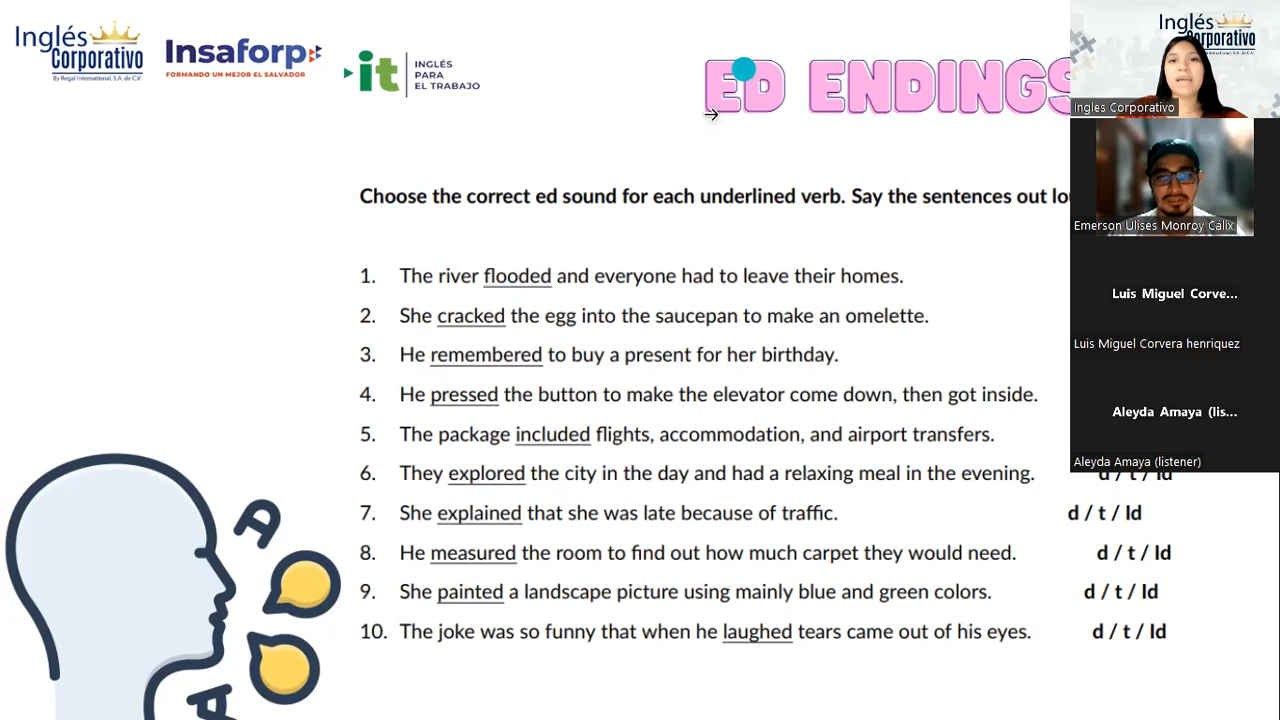 Inglés
Corporativo
By Regal International, S.A. de C.V.
Insaforp
FORMANDO UN MEJOR EL SALVADOR
it
INGLÉS
PARA
EL TRABAJO
ED ENDINGS
Choose the correct ed sound for each underlined verb. Say the sentences out
1. The river flooded and everyone had to leave their homes.
2. She cracked the egg into the saucepan to make an omelette.
3. He remembered to buy a present for her birthday.
4. He pressed the button to make the elevator come down, then got inside.
5. The package included flights, accommodation, and airport transfers.
6. They explored the city in the day and had a relaxing meal in the evening. d / t / Id
7. She explained that she was late because of traffic. d / t / Id
8. He measured the room to find out how much carpet they would need. d / t / Id
9. She painted a landscape picture using mainly blue and green colors. d / t / Id
10. The joke was so funny that when he laughed tears came out of his eyes. d / t / Id
A
A
Inglés
Corporativo
Ingles Corporativo
Emerson Ulises Monroy Cálix
Luis Miguel Corve...
Luis Miguel Corvera henriquez
Aleyda Amaya (lis...
Aleyda Amaya (listener)